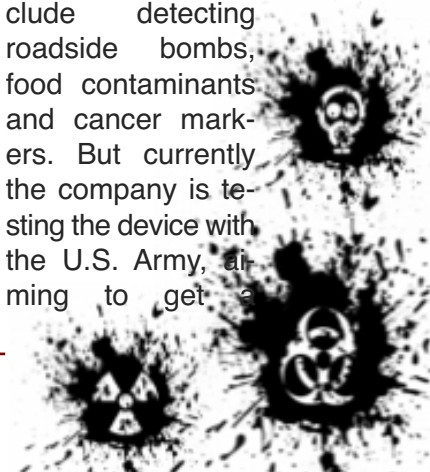 clude detecting
roadside bombs,
food contaminants
and cancer mark-
ers. But currently
the company is te-
sting the device with
the U.S. Army, ai-
ming to get a